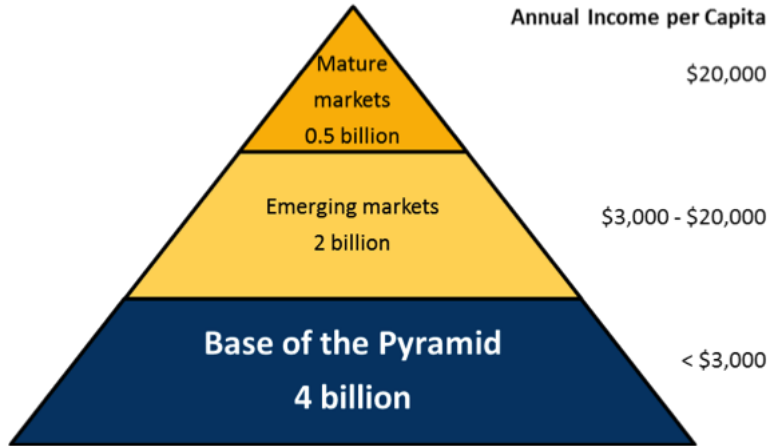 Annual Income per Capita
Mature
markets
0.5 billion
$20,000
Emerging markets
2 billion
$3,000 - $20,000
Base of the Pyramid
4 billion
< $3,000